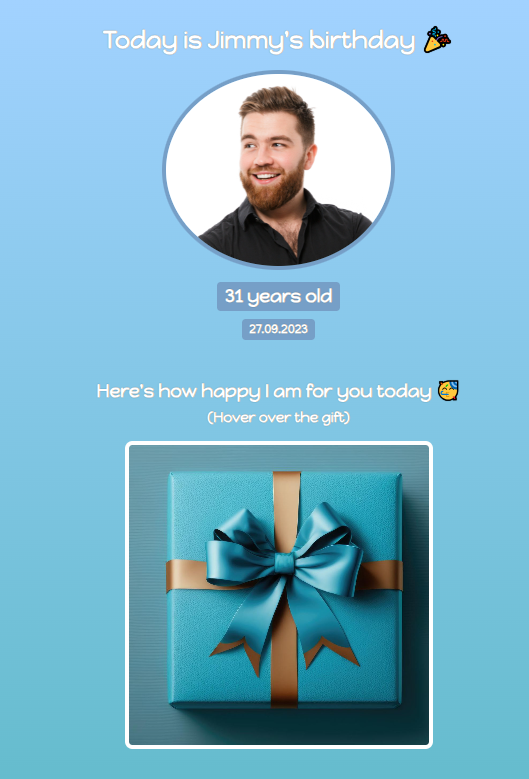 Today is Jimmy's birthday 🎉
31 years old
27.09.2023
Here's how happy I am for you today 🥳
(Hover over the gift)